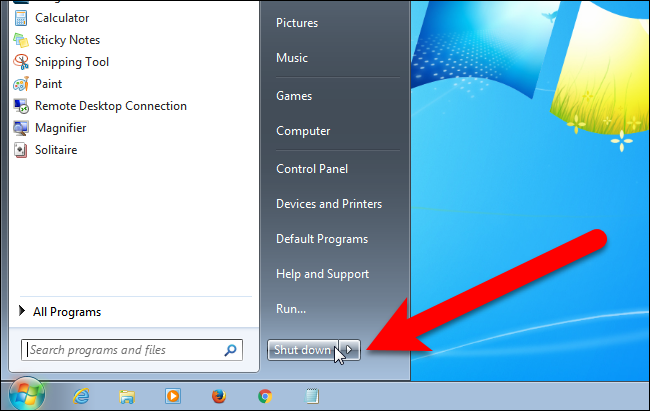 Calculator
Sticky Notes
Snipping Tool
Paint
Remote Desktop Connection
Magnifier
Solitaire
All Programs
Search programs and files
Pictures
Music
Games
Computer
Control Panel
Devices and Printers
Default Programs
Help and Support
Run...
Shut down